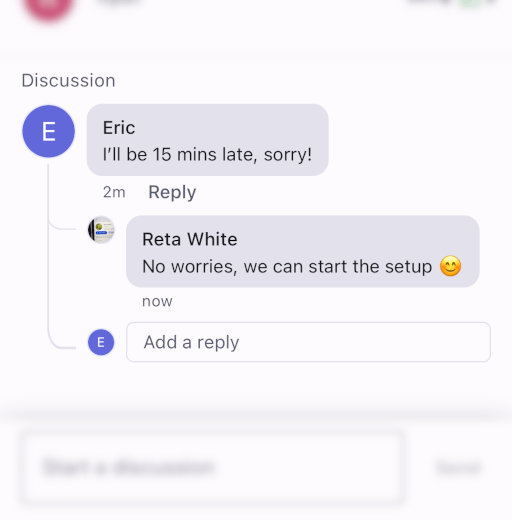 Discussion
E
Eric
I'll be 15 mins late, sorry!
2m Reply
Reta White
No worries, we can start the setup 😊
now
E
Add a reply
Start a discussion
Send